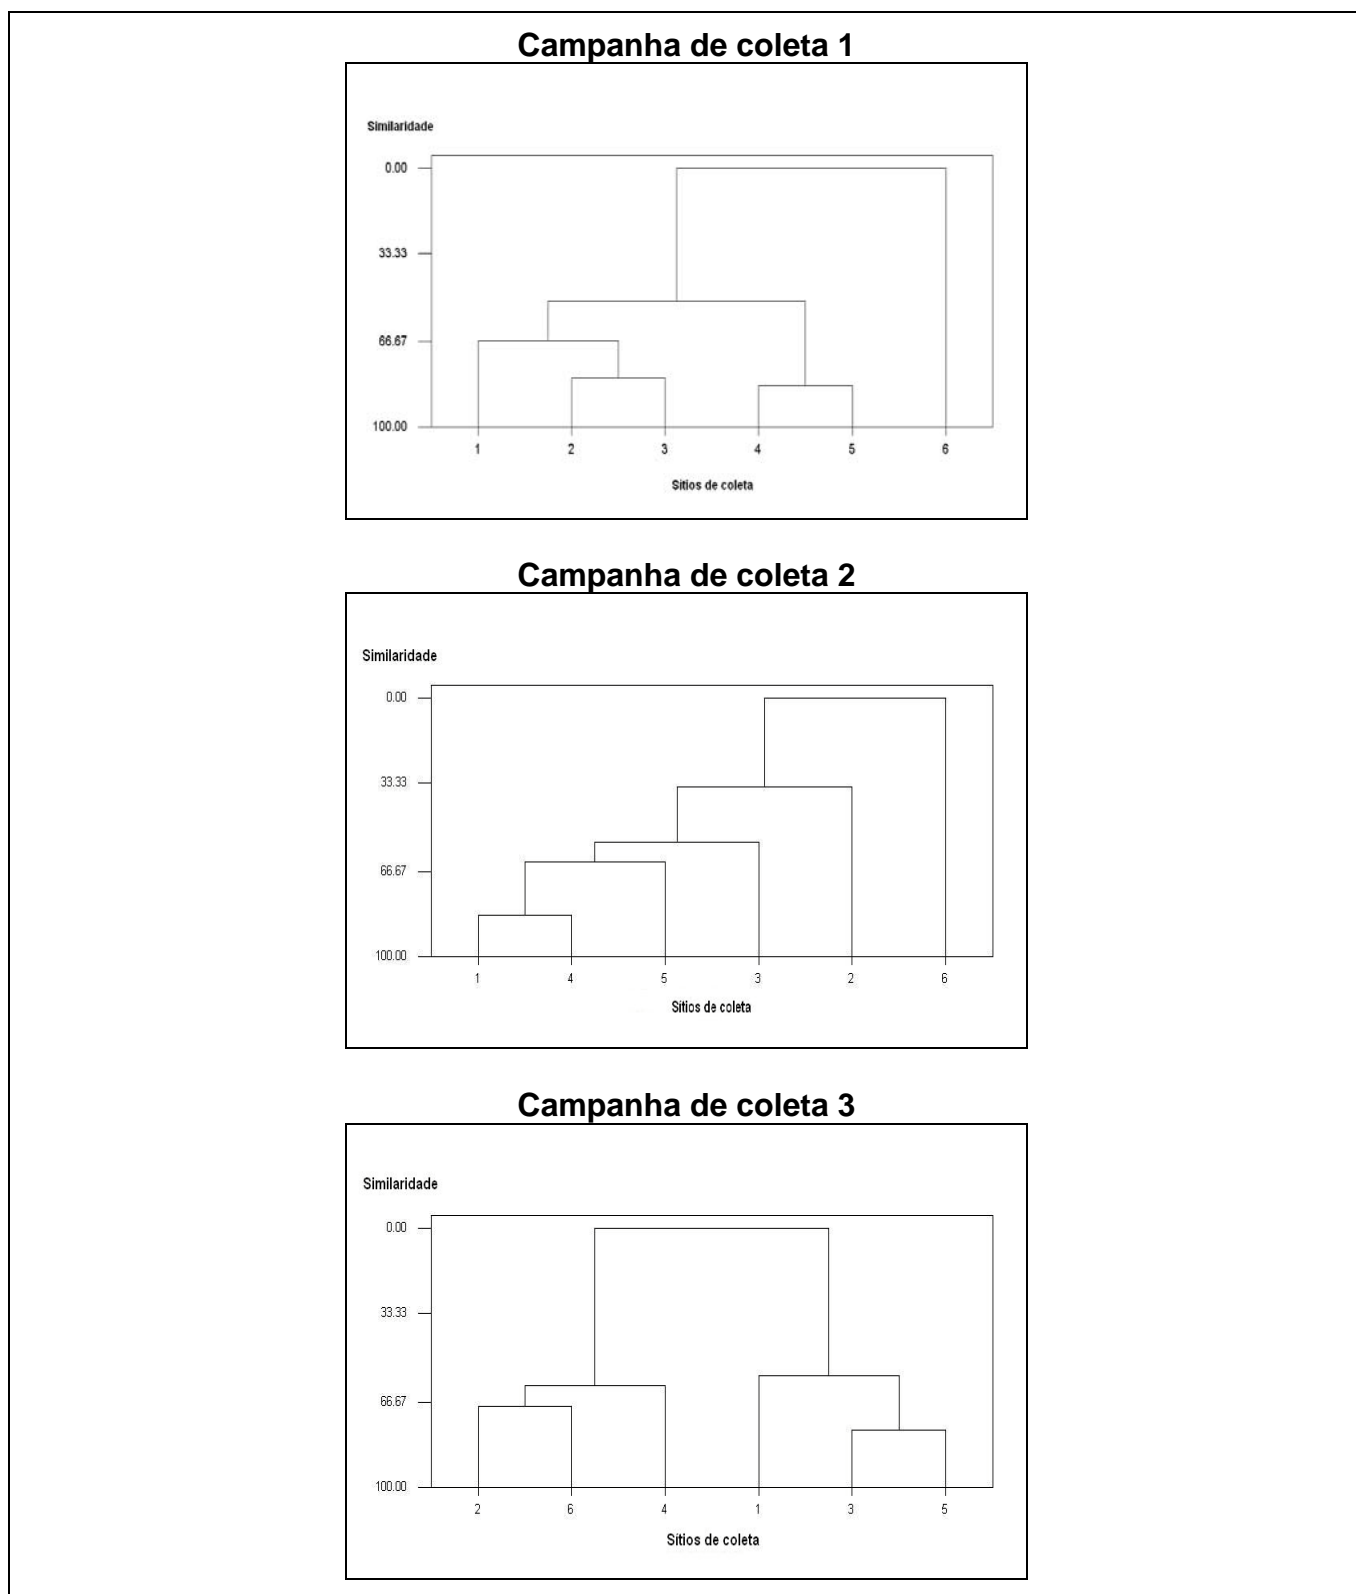 Campanha de coleta 1
Similaridade
0.00
33.33
66.67
100.00
1 2 3 4 5 6
Sítios de coleta
Campanha de coleta 2
Similaridade
0.00
33.33
66.67
100.00
1 4 5 3 2 6
Sítios de coleta
Campanha de coleta 3
Similaridade
0.00
33.33
66.67
100.00
2 6 4 1 3 5
Sítios de coleta